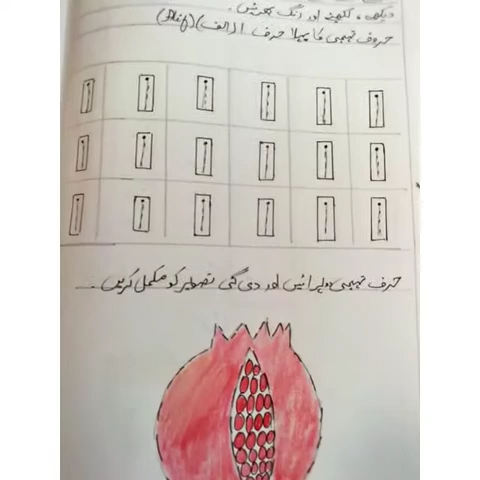 دیکھیے ، لکھیے اور رنگ بھریں۔
حروف تہجی کا پہلا حرف ا (الف) (Alif)
حرف تہجی دہرائیں اور دی گئی تصویر کو مکمل کریں۔